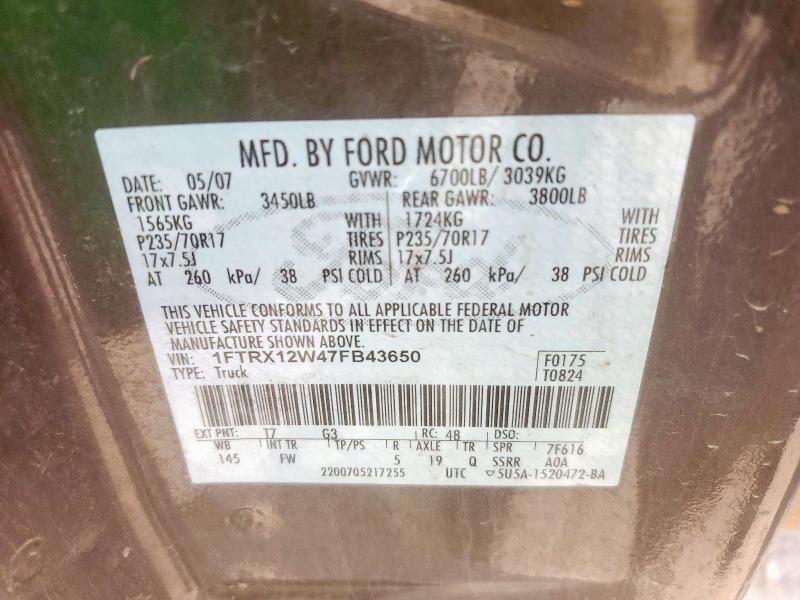 MFD. BY FORD MOTOR CO.
DATE: 05/07 GVWR: 6700LB/ 3039KG
FRONT GAWR: 3450LB REAR GAWR: 3800LB
1565KG WITH 1724KG WITH
P235/70R17 TIRES P235/70R17 TIRES
17x7.5J RIMS 17x7.5J RIMS
AT 260 kPa/ 38 PSI COLD AT 260 kPa/ 38 PSI COLD
THIS VEHICLE CONFORMS TO ALL APPLICABLE FEDERAL MOTOR
VEHICLE SAFETY STANDARDS IN EFFECT ON THE DATE OF
MANUFACTURE SHOWN ABOVE.
VIN: 1FTRX12W47FB43650 F0175
TYPE: Truck T0824
EXT PNT: T7 G3 RC: 48 DSO:
WB INT TR TP/PS R AXLE TR SPR 7F616
145 FW 5 19 Q SSRR A0A
2200705217255 UTC 5U5A-1520472-BA